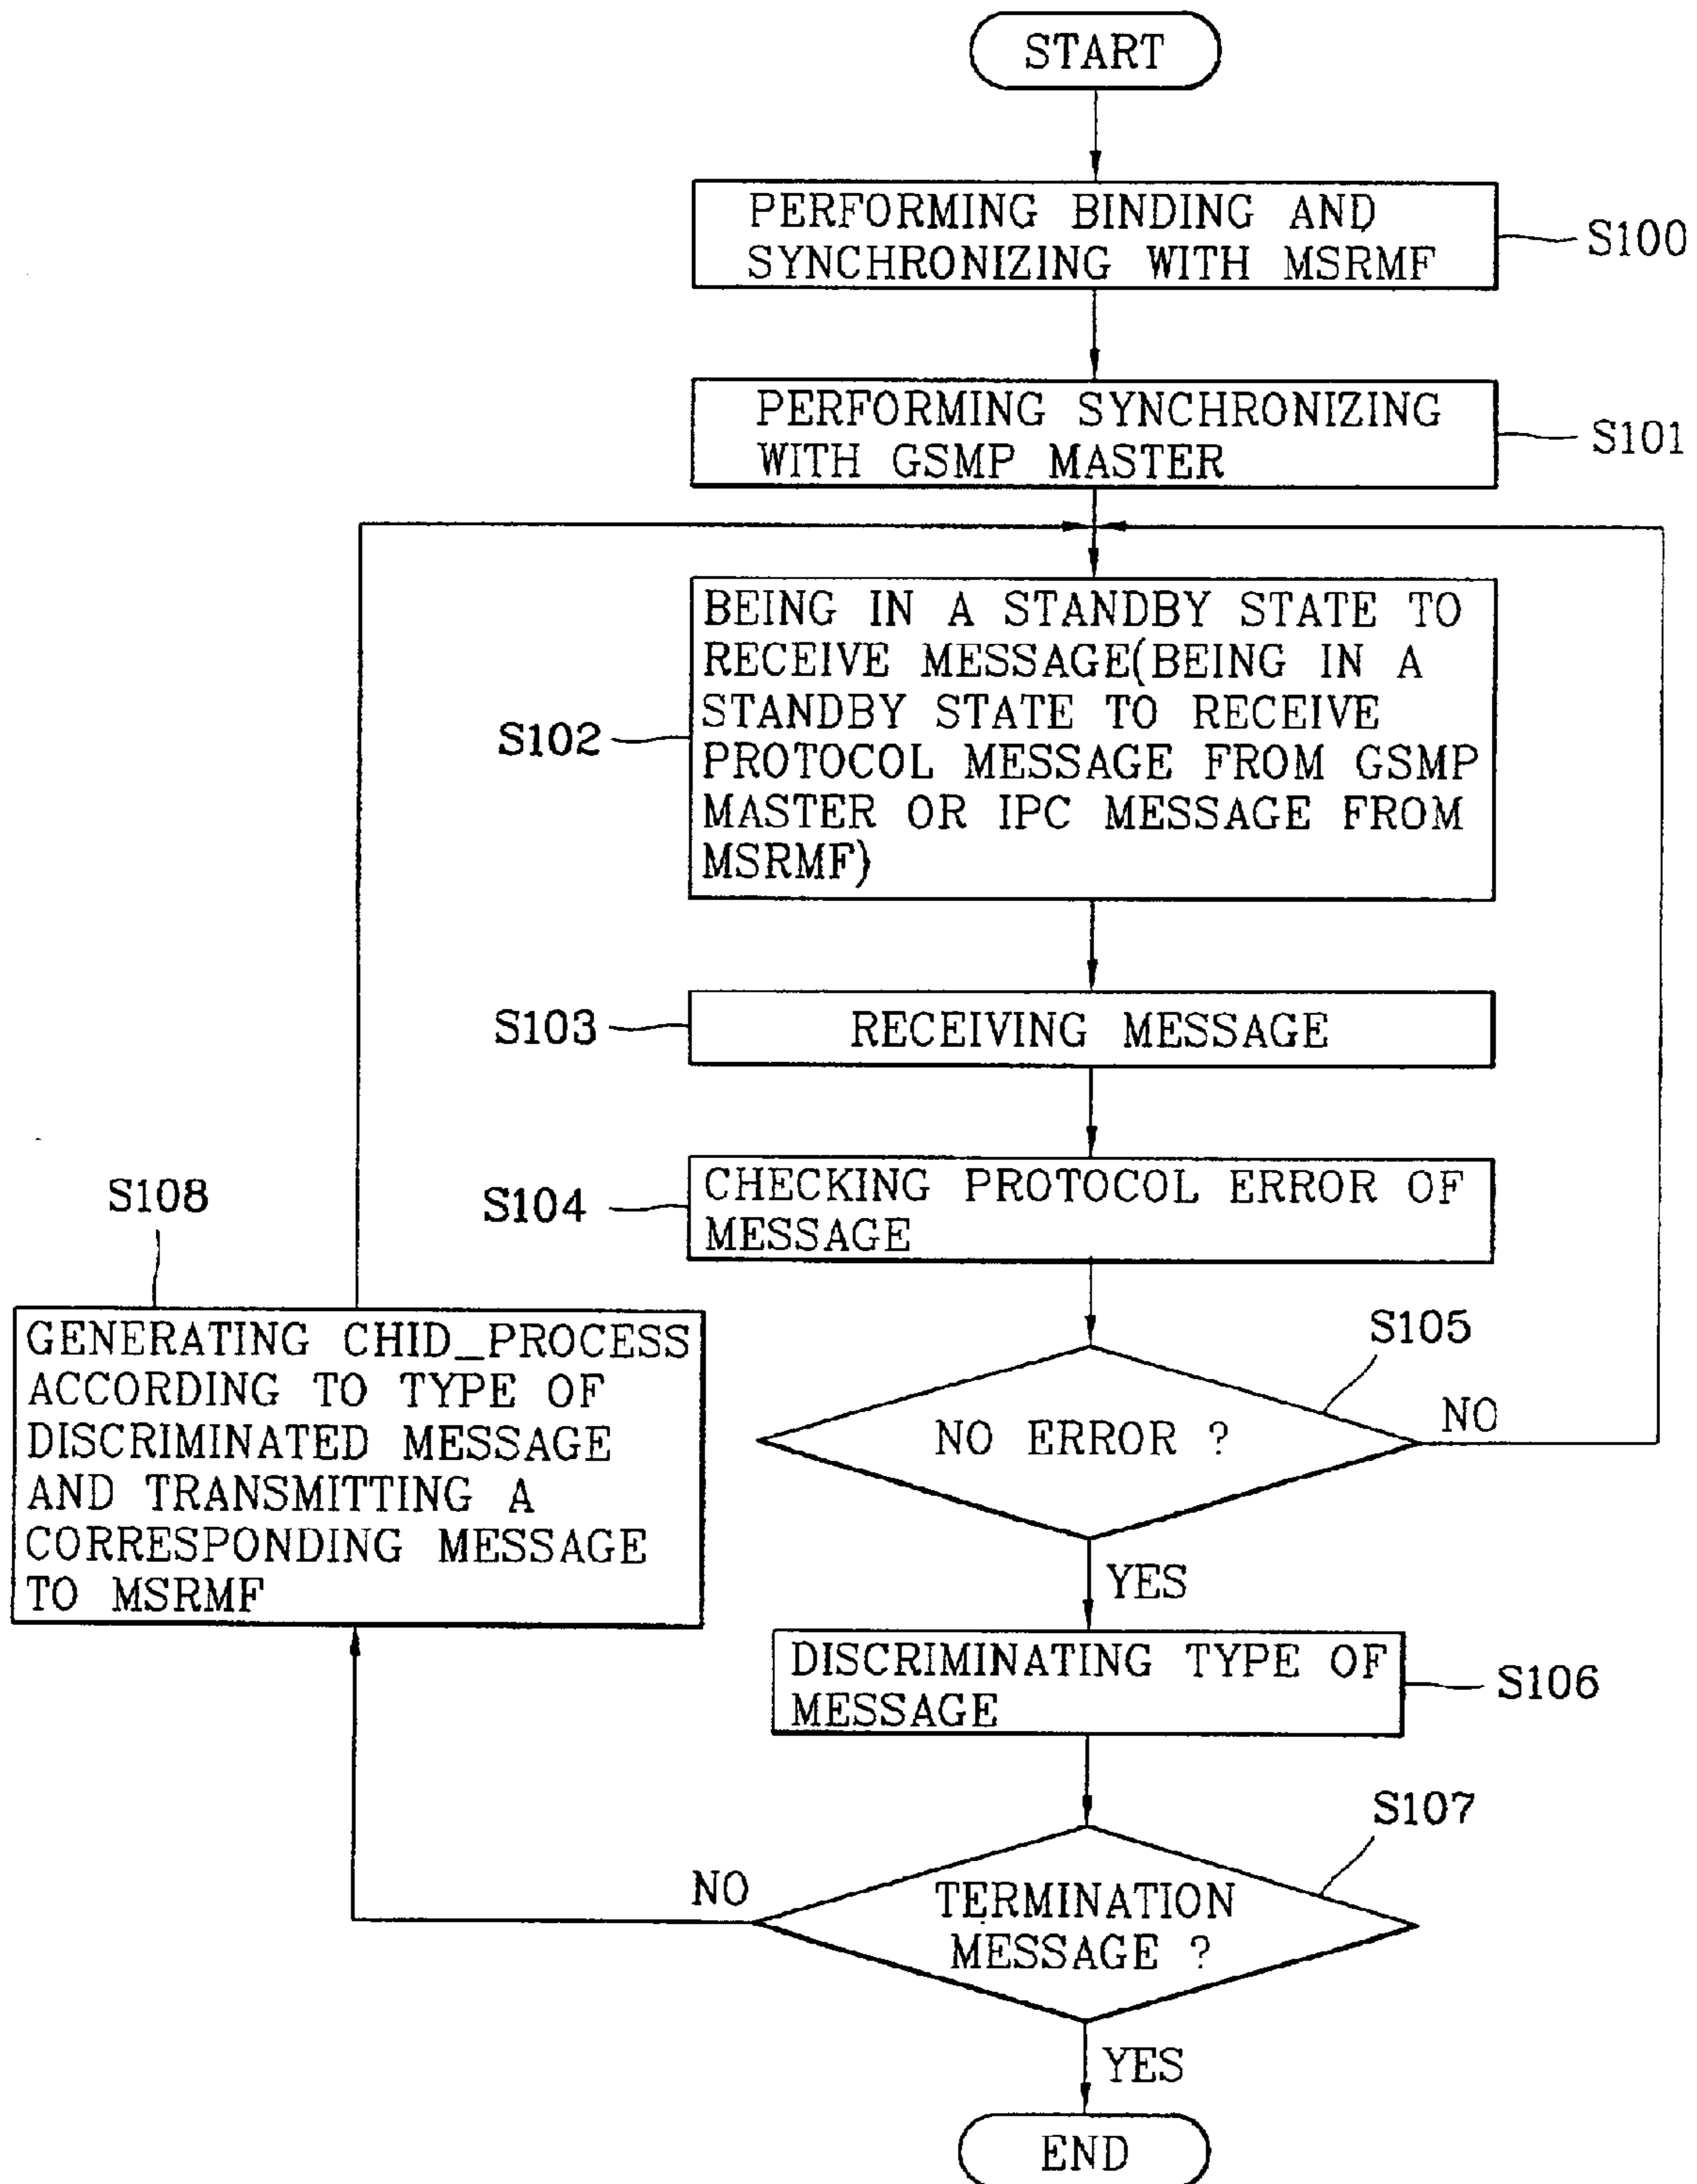 START
PERFORMING BINDING AND
SYNCHRONIZING WITH MSRMF
S100
PERFORMING SYNCHRONIZING
WITH GSMP MASTER
S101
BEING IN A STANDBY STATE TO
RECEIVE MESSAGE(BEING IN A
STANDBY STATE TO RECEIVE
PROTOCOL MESSAGE FROM GSMP
MASTER OR IPC MESSAGE FROM
MSRMF)
S102
S103
RECEIVING MESSAGE
S104
CHECKING PROTOCOL ERROR OF
MESSAGE
S108
GENERATING CHID_PROCESS
ACCORDING TO TYPE OF
DISCRIMINATED MESSAGE
AND TRANSMITTING A
CORRESPONDING MESSAGE
TO MSRMF
S105
NO ERROR ?
NO
YES
DISCRIMINATING TYPE OF
MESSAGE
S106
S107
NO
TERMINATION
MESSAGE ?
YES
END